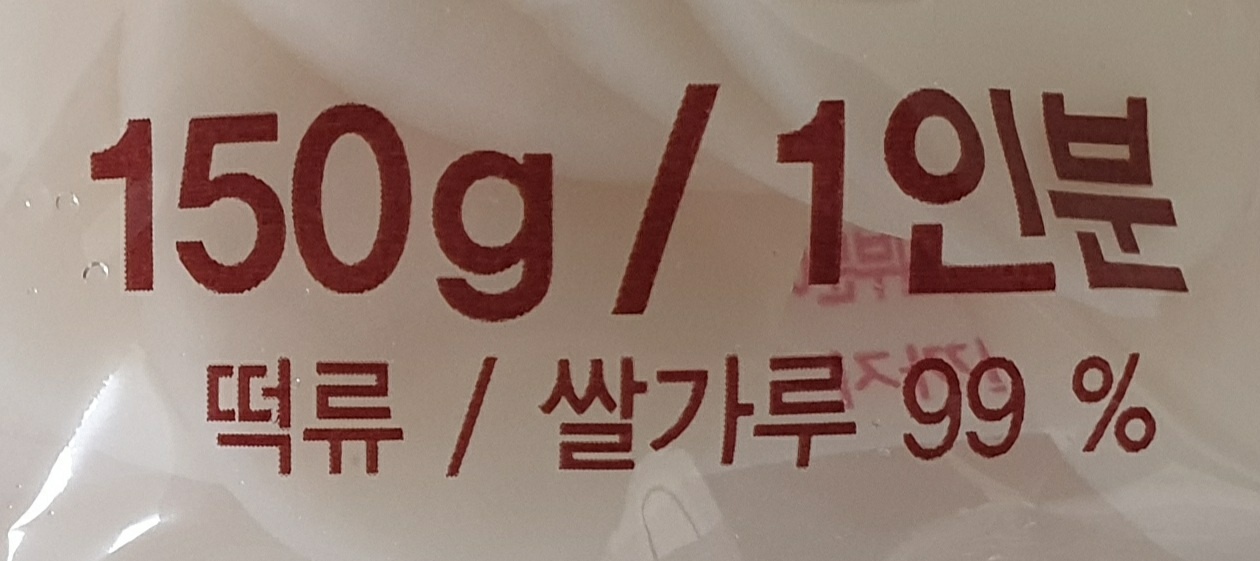 150g / 1인분
떡류 / 쌀가루 99 %